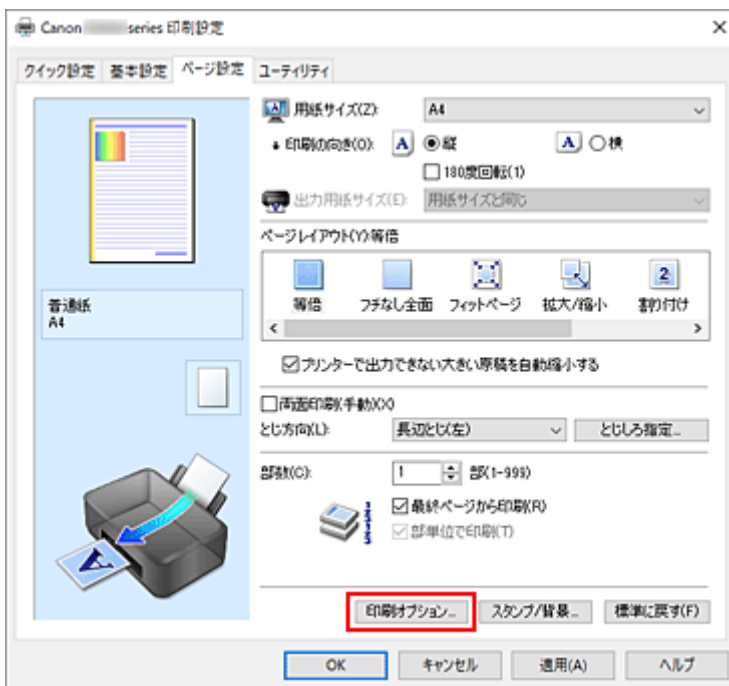 Canon series 印刷設定
クイック設定 基本設定 ページ設定 ユーティリティ
用紙サイズ(Z): A4
印刷の向き(O): A 縦 A 横
180度回転(1)
出力用紙サイズ(E): 用紙サイズと同じ
ページレイアウト(Y):等倍
等倍 フチなし全面 フィットページ 拡大/縮小 割り付け
2
普通紙
A4
プリンターで出力できない大きい原稿を自動縮小する
両面印刷(手動)(X)
とじ方向(L): 長辺とじ(左) とじしろ指定...
部数(C): 1 部(1-999)
最終ページから印刷(R)
部単位で印刷(T)
印刷オプション... スタンプ/背景... 標準に戻す(F)
OK キャンセル 適用(A) ヘルプ